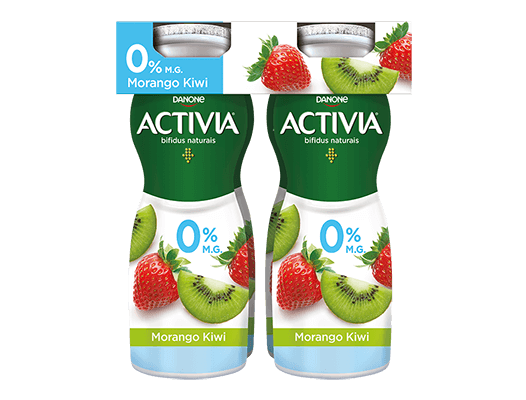 0% M.G.
Morango Kiwi
DANONE
ACTIVIA
bifidus naturais
0%
M.G.
Morango Kiwi
DANONE
ACTIVIA
bifidus naturais
0%
M.G.
Morango Kiwi